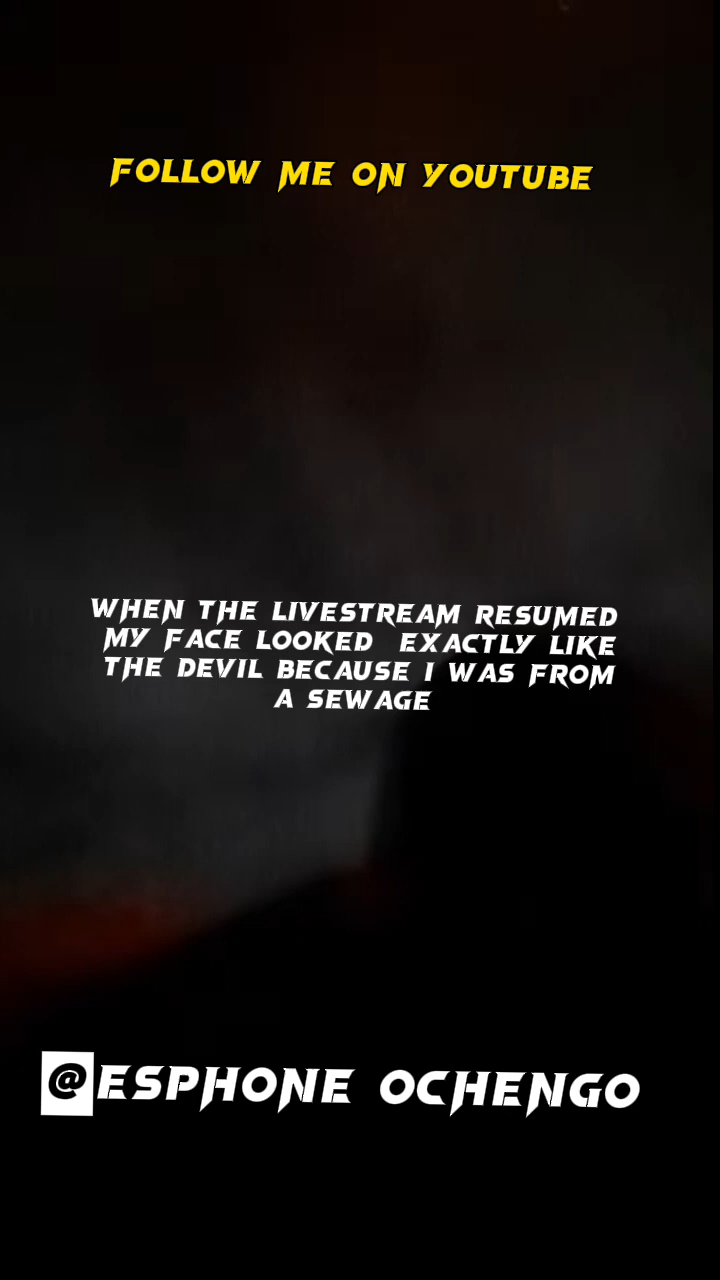 FOLLOW ME ON YOUTUBE
WHEN THE LIVESTREAM RESUMED
MY FACE LOOKED EXACTLY LIKE
THE DEVIL BECAUSE I WAS FROM
A SEWAGE
@ESPHONE OCHENGO